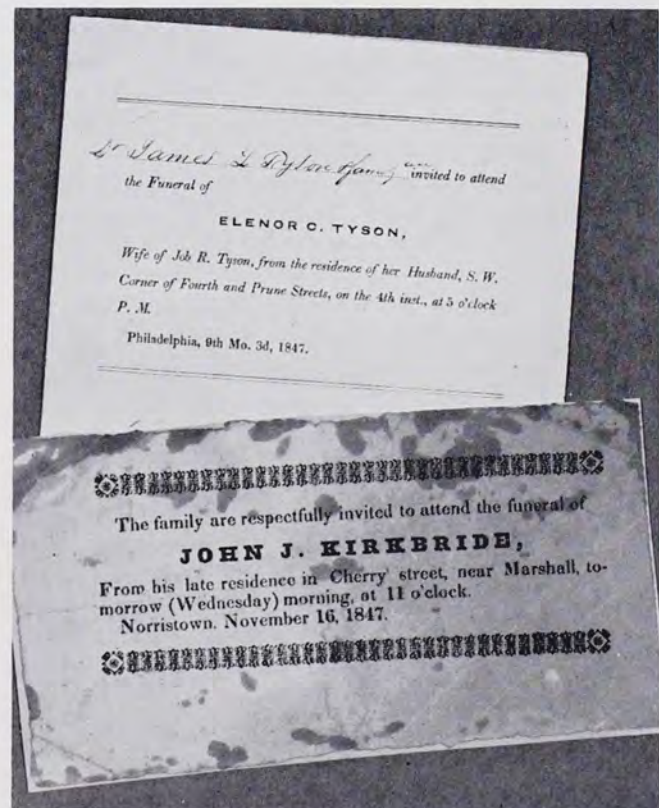 Dr James L Tyson & family are invited to attend
the Funeral of
ELENOR C. TYSON,
Wife of Job R. Tyson, from the residence of her Husband, S. W.
Corner of Fourth and Prune Streets, on the 4th inst., at 5 o'clock
P. M.
Philadelphia, 9th Mo. 3d, 1847.
The family are respectfully invited to attend the funeral of
JOHN J. KIRKBRIDE,
From his late residence in Cherry street, near Marshall, to-
morrow (Wednesday) morning, at 11 o'clock.
Norristown. November 16, 1847.